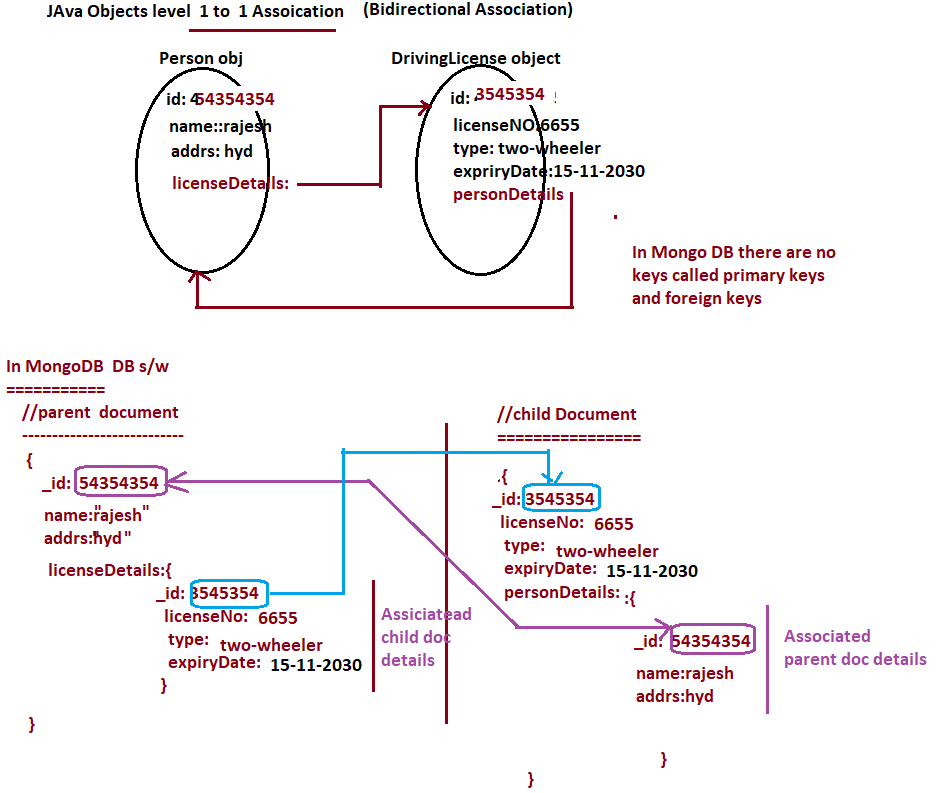 JAva Objects level 1 to 1 Assoication (Bidirectional Association)
Person obj
id: 454354354
name::rajesh
addrs: hyd
licenseDetails:
DrivingLicense object
id: 3545354
licenseNO:6655
type: two-wheeler
expriryDate:15-11-2030
personDetails
In Mongo DB there are no
keys called primary keys
and foreign keys
In MongoDB DB s/w
===========
//parent document
---------------------------
{
_id: 54354354
name:"rajesh"
addrs:"hyd"
licenseDetails:{
_id: 3545354
licenseNo: 6655
type: two-wheeler
expiryDate: 15-11-2030
}
}
Assiciatead
child doc
details
//child Document
================
.{
_id: 3545354
licenseNo: 6655
type: two-wheeler
expiryDate: 15-11-2030
personDetails: :{
_id: 54354354
name:rajesh
addrs:hyd
}
}
Associated
parent doc details